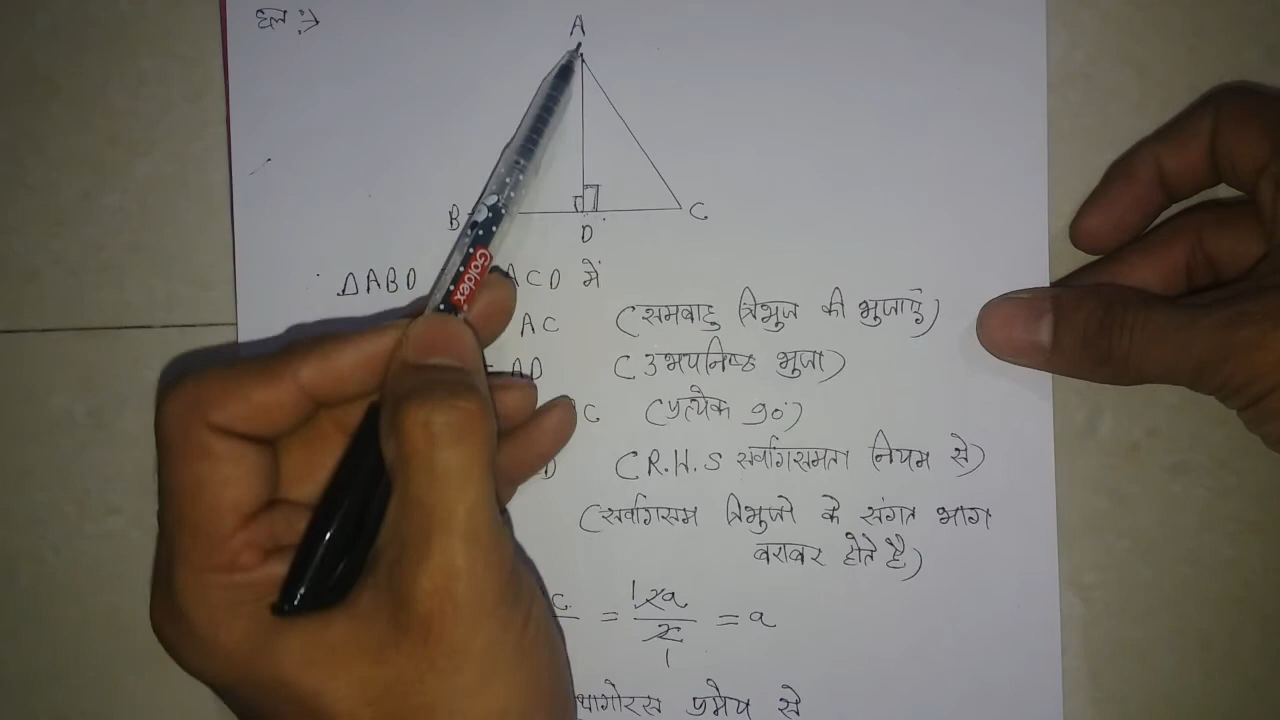 हल :->
A
B
C
D
ΔABD ACD में
AC (समबाहु त्रिभुज की भुजाएँ)
AD (उभयनिष्ठ भुजा)
C (प्रत्येक 90°)
D (R.H.S सर्वांगसमता नियम से)
(सर्वांगसम त्रिभुजो के संगत भाग
बराबर होते है)
= 2a / 2 = a
थागोरस प्रमेय से
Goldex